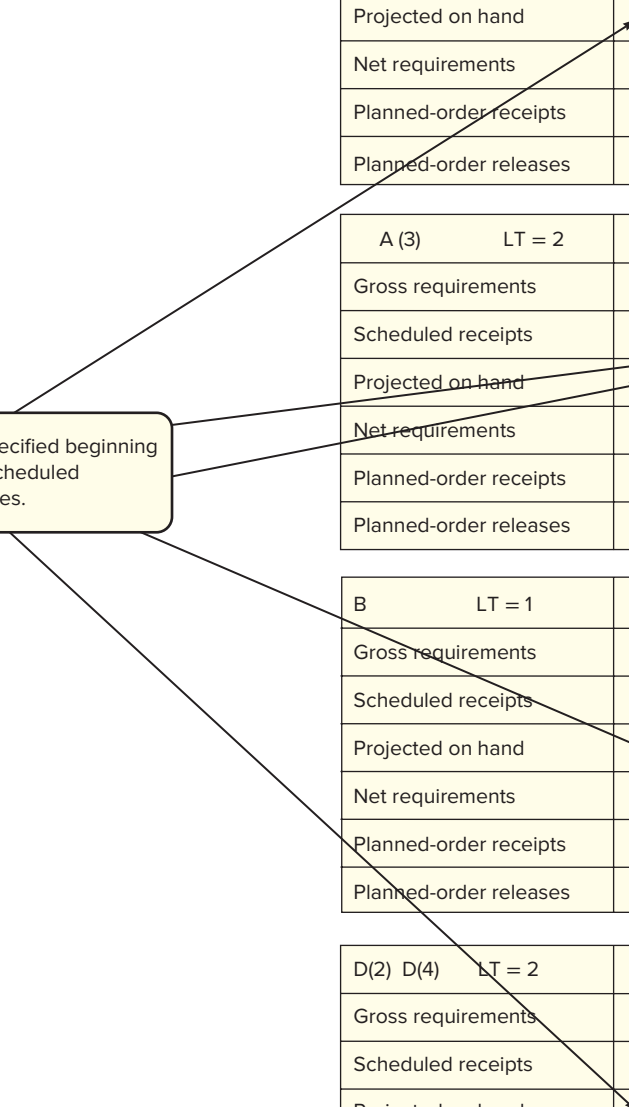 Projected on hand
Net requirements
Planned-order receipts
Planned-order releases
A (3) LT = 2
Gross requirements
Scheduled receipts
Projected on hand
Net requirements
Planned-order receipts
Planned-order releases
ecified beginning
cheduled
es.
B LT = 1
Gross requirements
Scheduled receipts
Projected on hand
Net requirements
Planned-order receipts
Planned-order releases
D(2) D(4) LT = 2
Gross requirements
Scheduled receipts